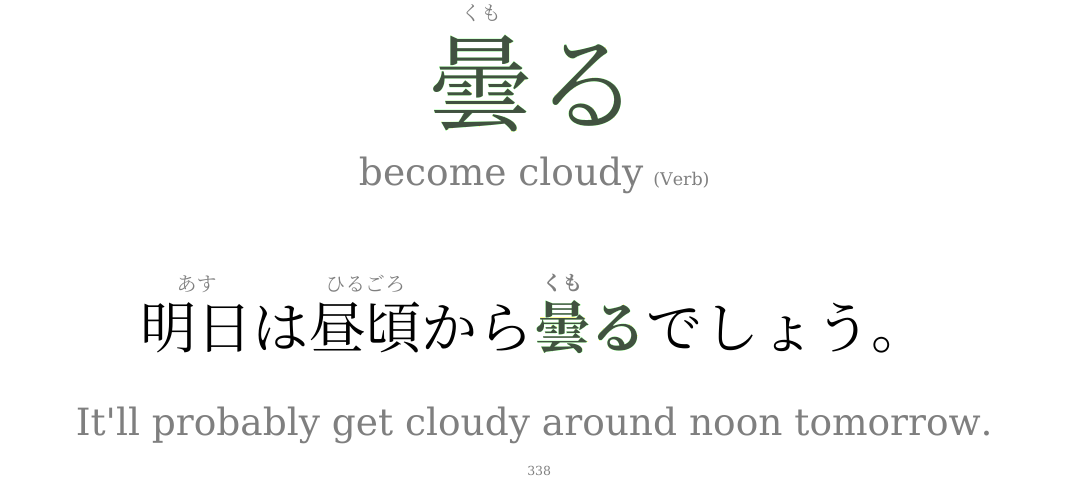 くも
曇る
become cloudy (Verb)
あす ひるごろ くも
明日は昼頃から曇るでしょう。
It'll probably get cloudy around noon tomorrow.
338